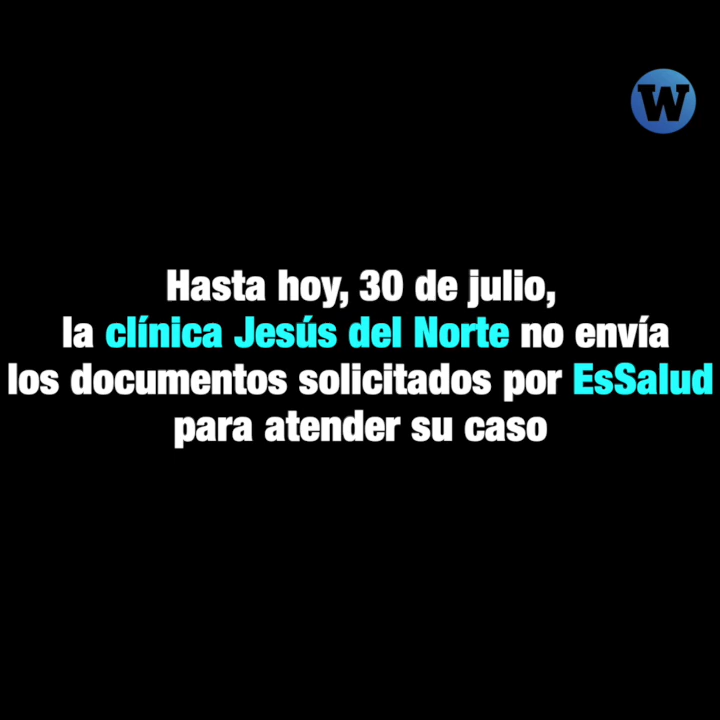 W
Hasta hoy, 30 de julio,
la clínica Jesús del Norte no envía
los documentos solicitados por EsSalud
para atender su caso